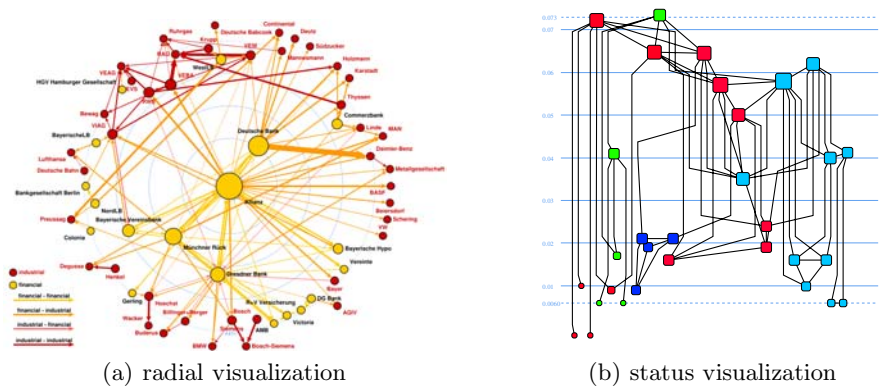 Continental
Ruhrgas
Deutsche Babcock
Deutz
Krupp
VEW
Südzucker
RAG
Mannesmann
WestLB
Holzmann
VEAG
VEBA
Karstadt
HGV Hamburger Gesellschaft
EVS
RWE
Thyssen
Bewag
Commerzbank
VIAG
Linde
MAN
BayerischeLB
Deutsche Bank
Daimler-Benz
Lufthansa
Metallgesellschaft
Deutsche Bahn
Allianz
BASF
Bankgesellschaft Berlin
Beiersdorf
NordLB
Schering
Preussag
Bayerische Vereinsbank
VW
Colonia
Münchner Rück
Bayerische Hypo
Degussa
Vereinte
industrial
Dresdner Bank
Henkel
financial
Bayer
financial - financial
Gerling
Hoechst
R+V Versicherung
DG Bank
financial - industrial
Billfinger+Berger
Bosch
AGIV
industrial - financial
Wacker
Siemens
Victoria
Buderus
AMB
industrial - industrial
BMW
Bosch-Siemens
(a) radial visualization
0.073
0.07
0.06
0.05
0.04
0.03
0.02
0.01
0.0060
(b) status visualization